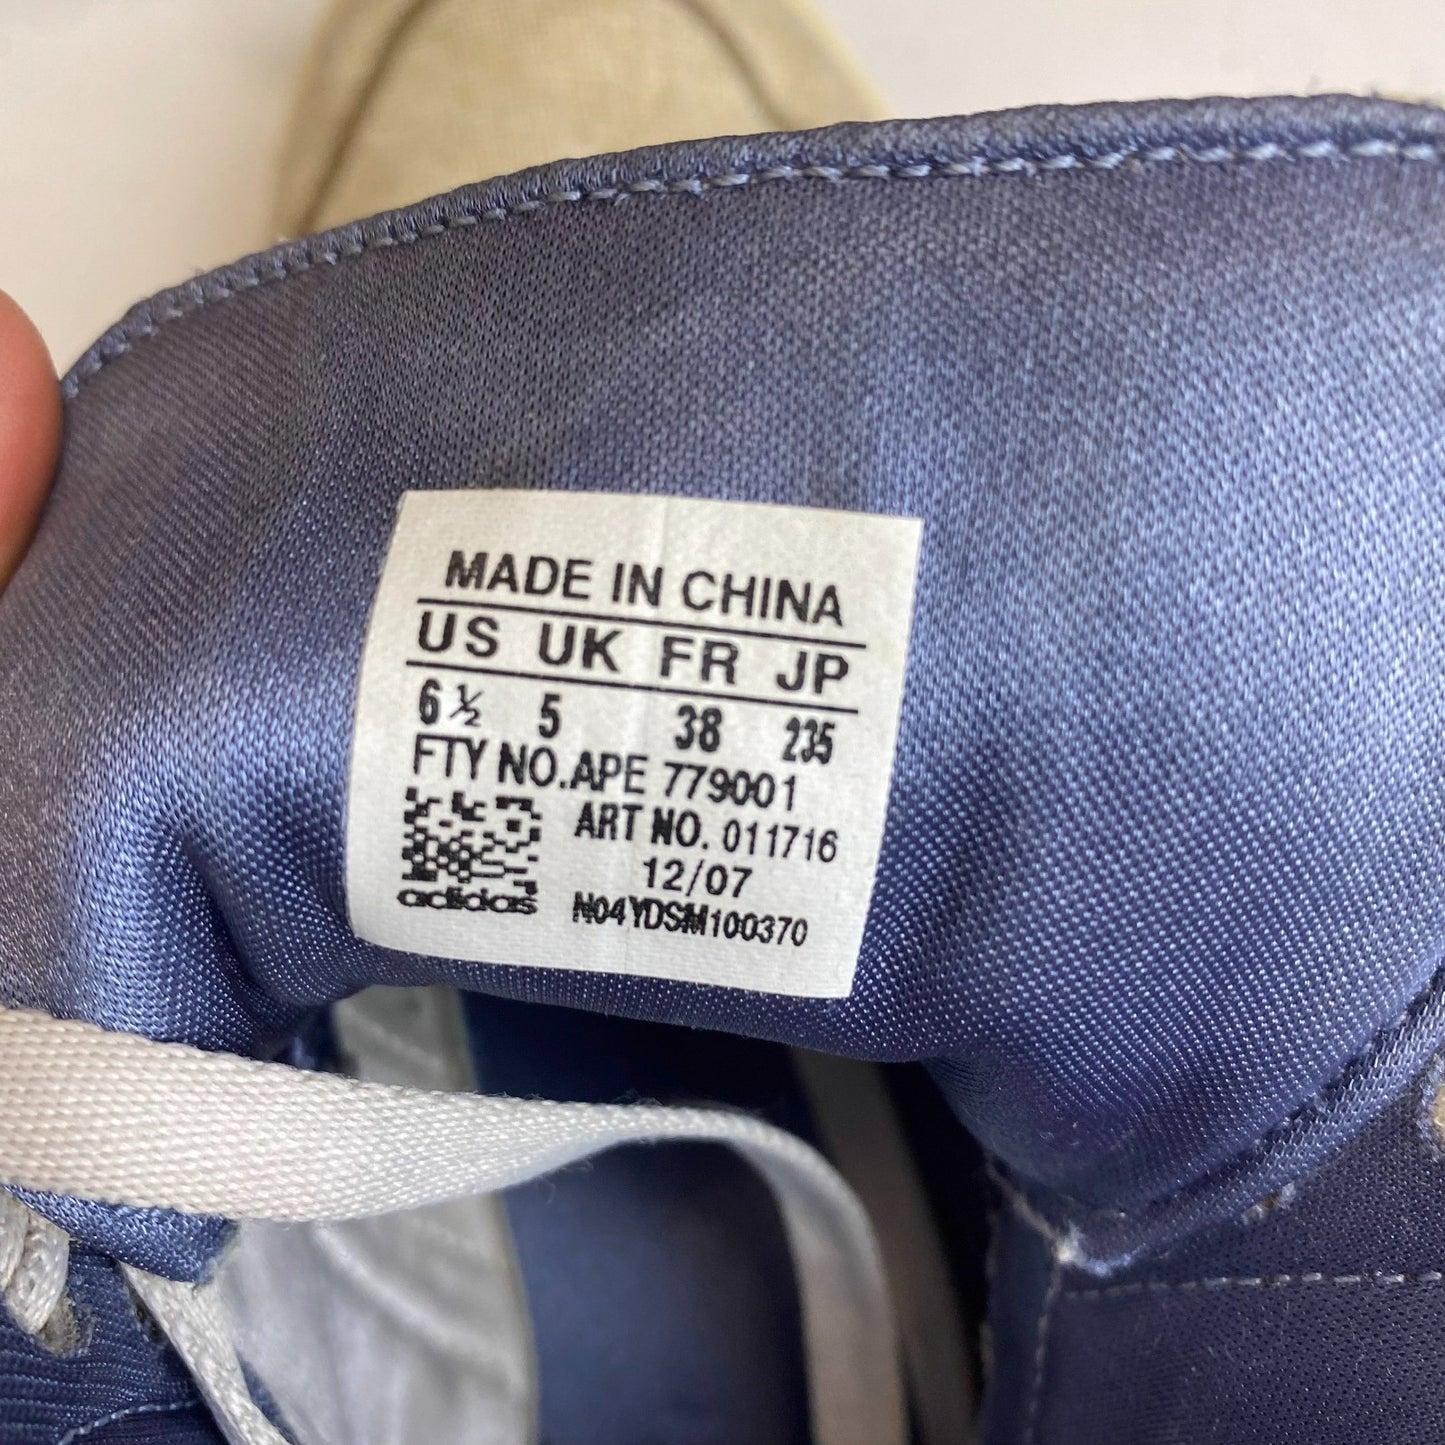 MADE IN CHINA
US UK FR JP
6 ½ 5 38 235
FTY NO.APE 779001
ART NO. 011716
12/07
adidas N04YDSM100370